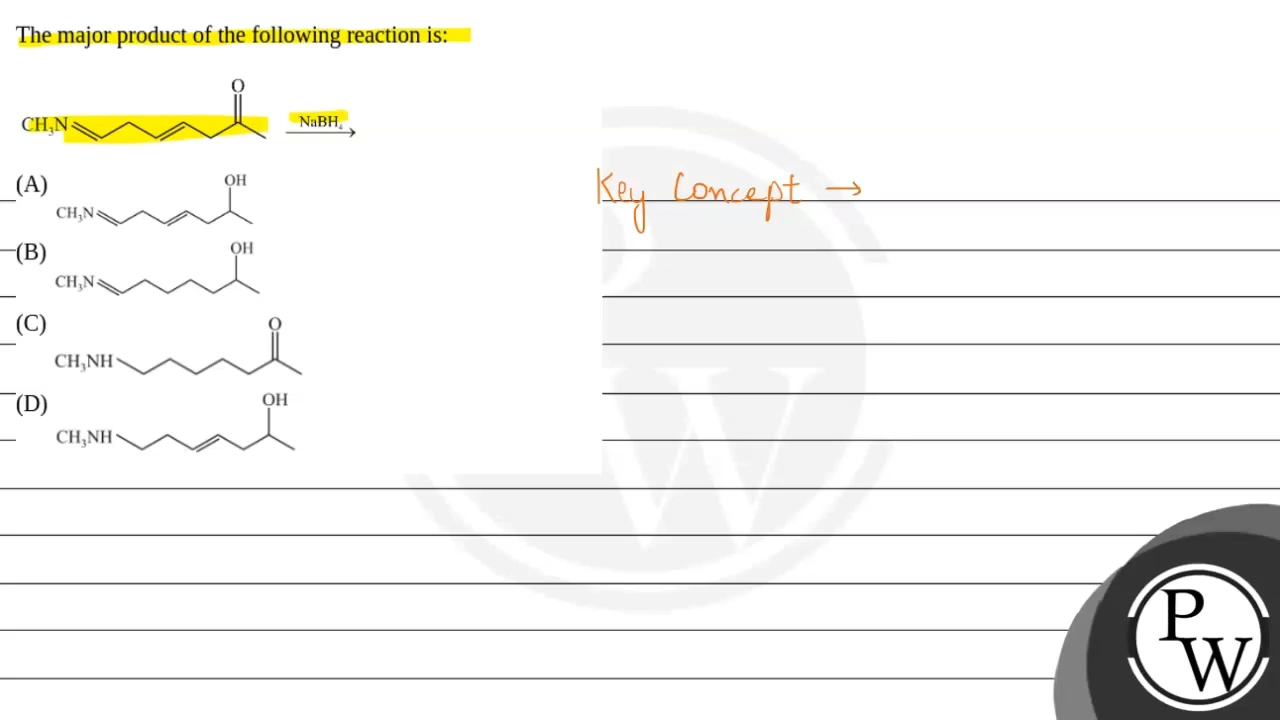 The major product of the following reaction is:
O
CH₃N
NaBH₄
(A)
OH
CH₃N
(B)
OH
CH₃N
(C)
O
CH₃NH
(D)
OH
CH₃NH
Key Concept →
P
W